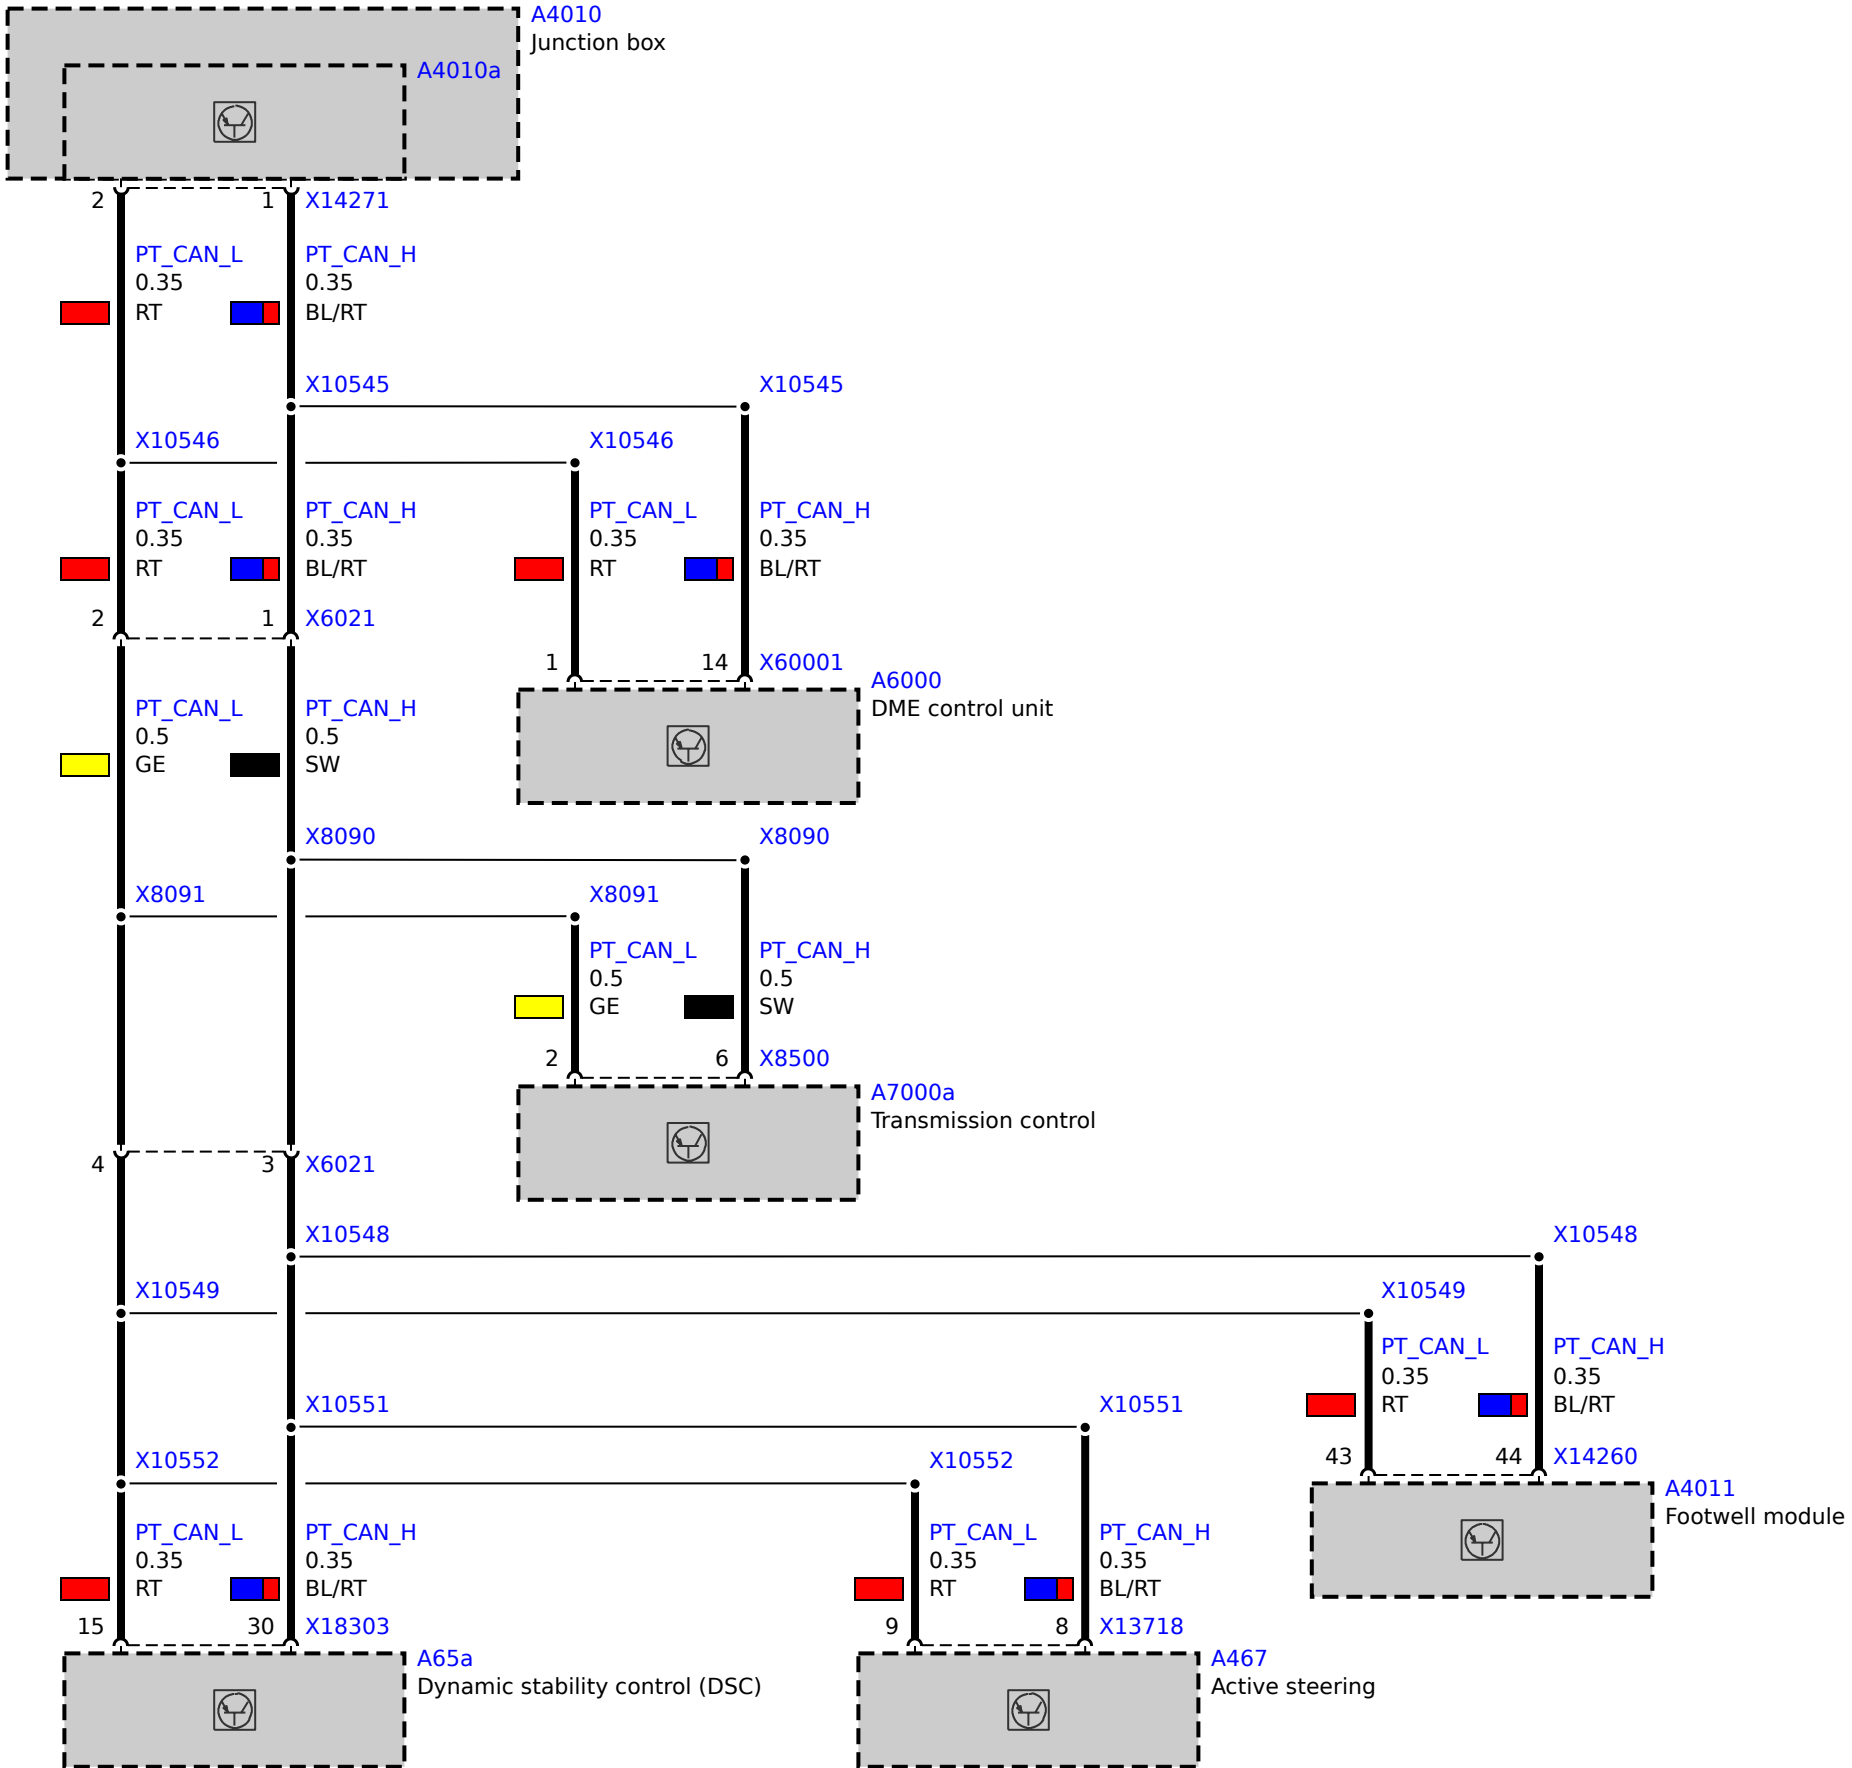 A4010
Junction box
A4010a
2 1 X14271
PT_CAN_L PT_CAN_H
0.35 0.35
RT BL/RT
X10545 X10545
X10546 X10546
PT_CAN_L PT_CAN_H PT_CAN_L PT_CAN_H
0.35 0.35 0.35 0.35
RT BL/RT RT BL/RT
2 1 X6021
1 14 X60001
A6000
DME control unit
PT_CAN_L PT_CAN_H
0.5 0.5
GE SW
X8090 X8090
X8091 X8091
PT_CAN_L PT_CAN_H
0.5 0.5
GE SW
2 6 X8500
A7000a
Transmission control
4 3 X6021
X10548 X10548
X10549 X10549
PT_CAN_L PT_CAN_H
0.35 0.35
RT BL/RT
X10551 X10551
43 44 X14260
X10552 X10552
A4011
Footwell module
PT_CAN_L PT_CAN_H PT_CAN_L PT_CAN_H
0.35 0.35 0.35 0.35
RT BL/RT RT BL/RT
15 30 X18303 9 8 X13718
A65a A467
Dynamic stability control (DSC) Active steering